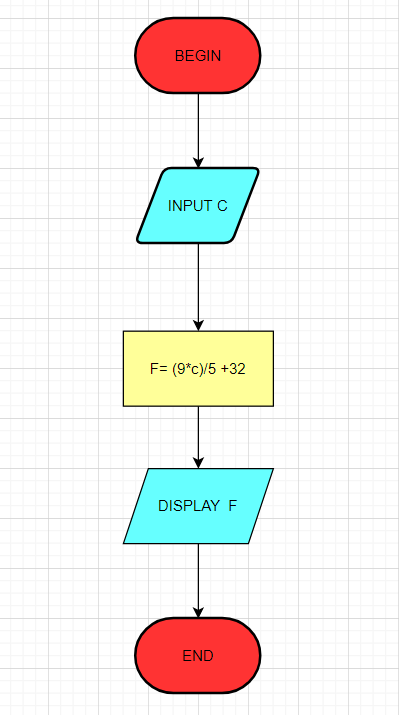 BEGIN
INPUT C
F= (9*c)/5 +32
DISPLAY  F
END